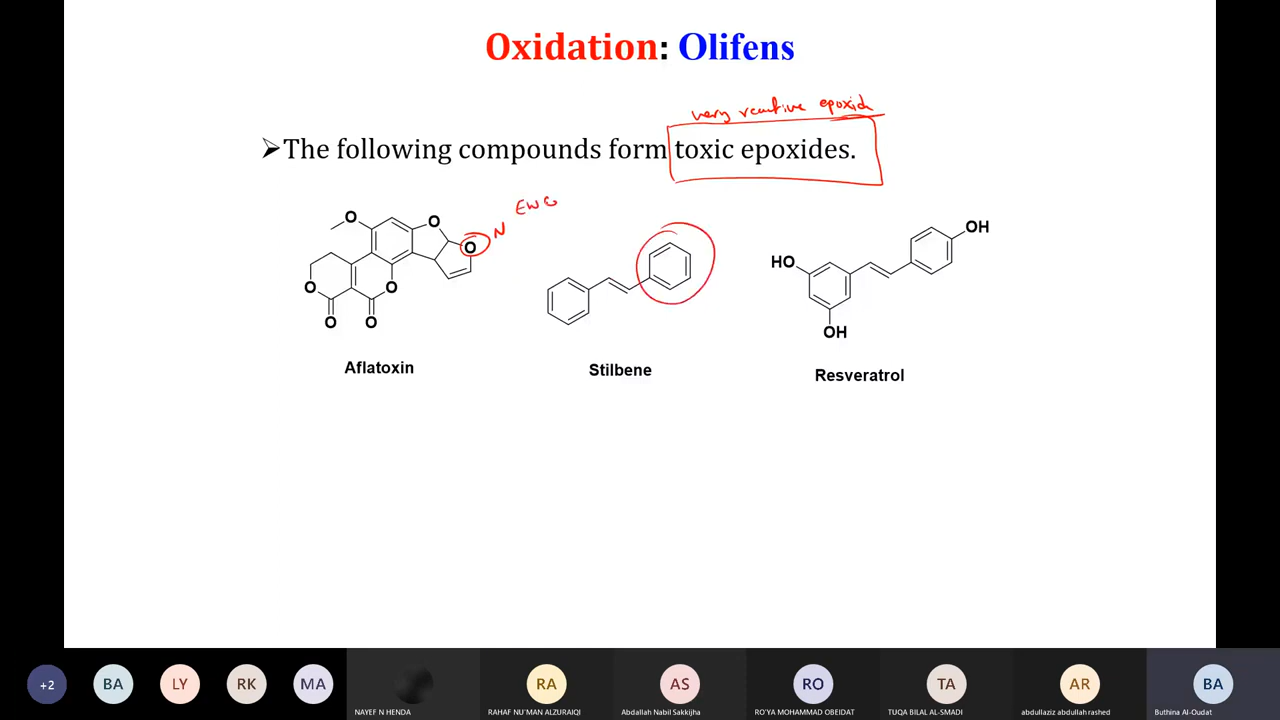 Oxidation: Olifens
very reactive epoxide
➢The following compounds form toxic epoxides.
EWG
N
O
O
O
O
O
O
O
HO
OH
OH
Aflatoxin
Stilbene
Resveratrol
+2
BA
LY
RK
MA
RA
AS
RO
TA
AR
BA
NAYEF N HENDA
RAHAF NU'MAN ALZURAIQI
Abdallah Nabil Sakkijha
RO'YA MOHAMMAD OBEIDAT
TUQA BILAL AL-SMADI
abdullaziz abdullah rashed
Buthina Al-Oudat